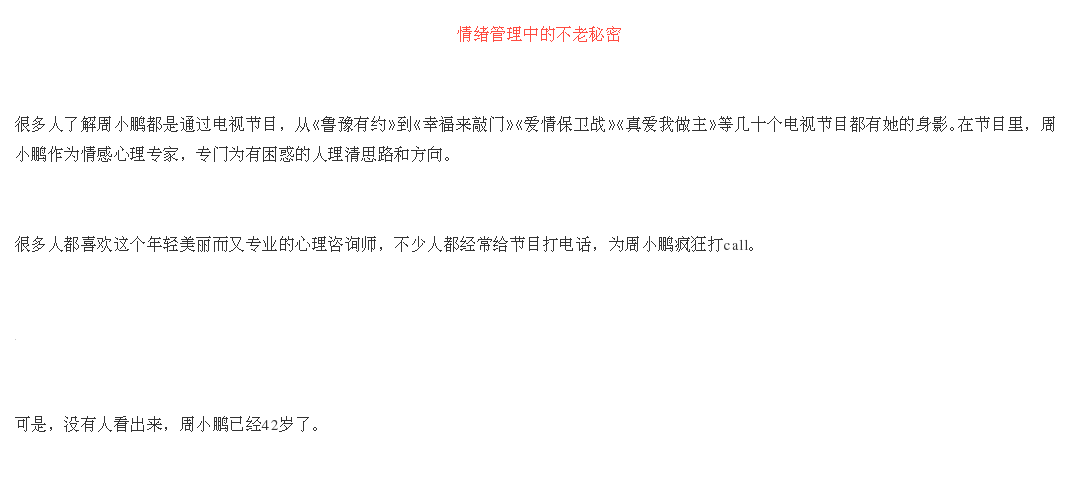 情绪管理中的不老秘密
很多人了解周小鹏都是通过电视节目，从《鲁豫有约》到《幸福来敲门》《爱情保卫战》《真爱我做主》等几十个电视节目都有她的身影。在节目里，周
小鹏作为情感心理专家，专门为有困惑的人理清思路和方向。
很多人都喜欢这个年轻美丽而又专业的心理咨询师，不少人都经常给节目打电话，为周小鹏疯狂打call。
可是，没有人看出来，周小鹏已经42岁了。